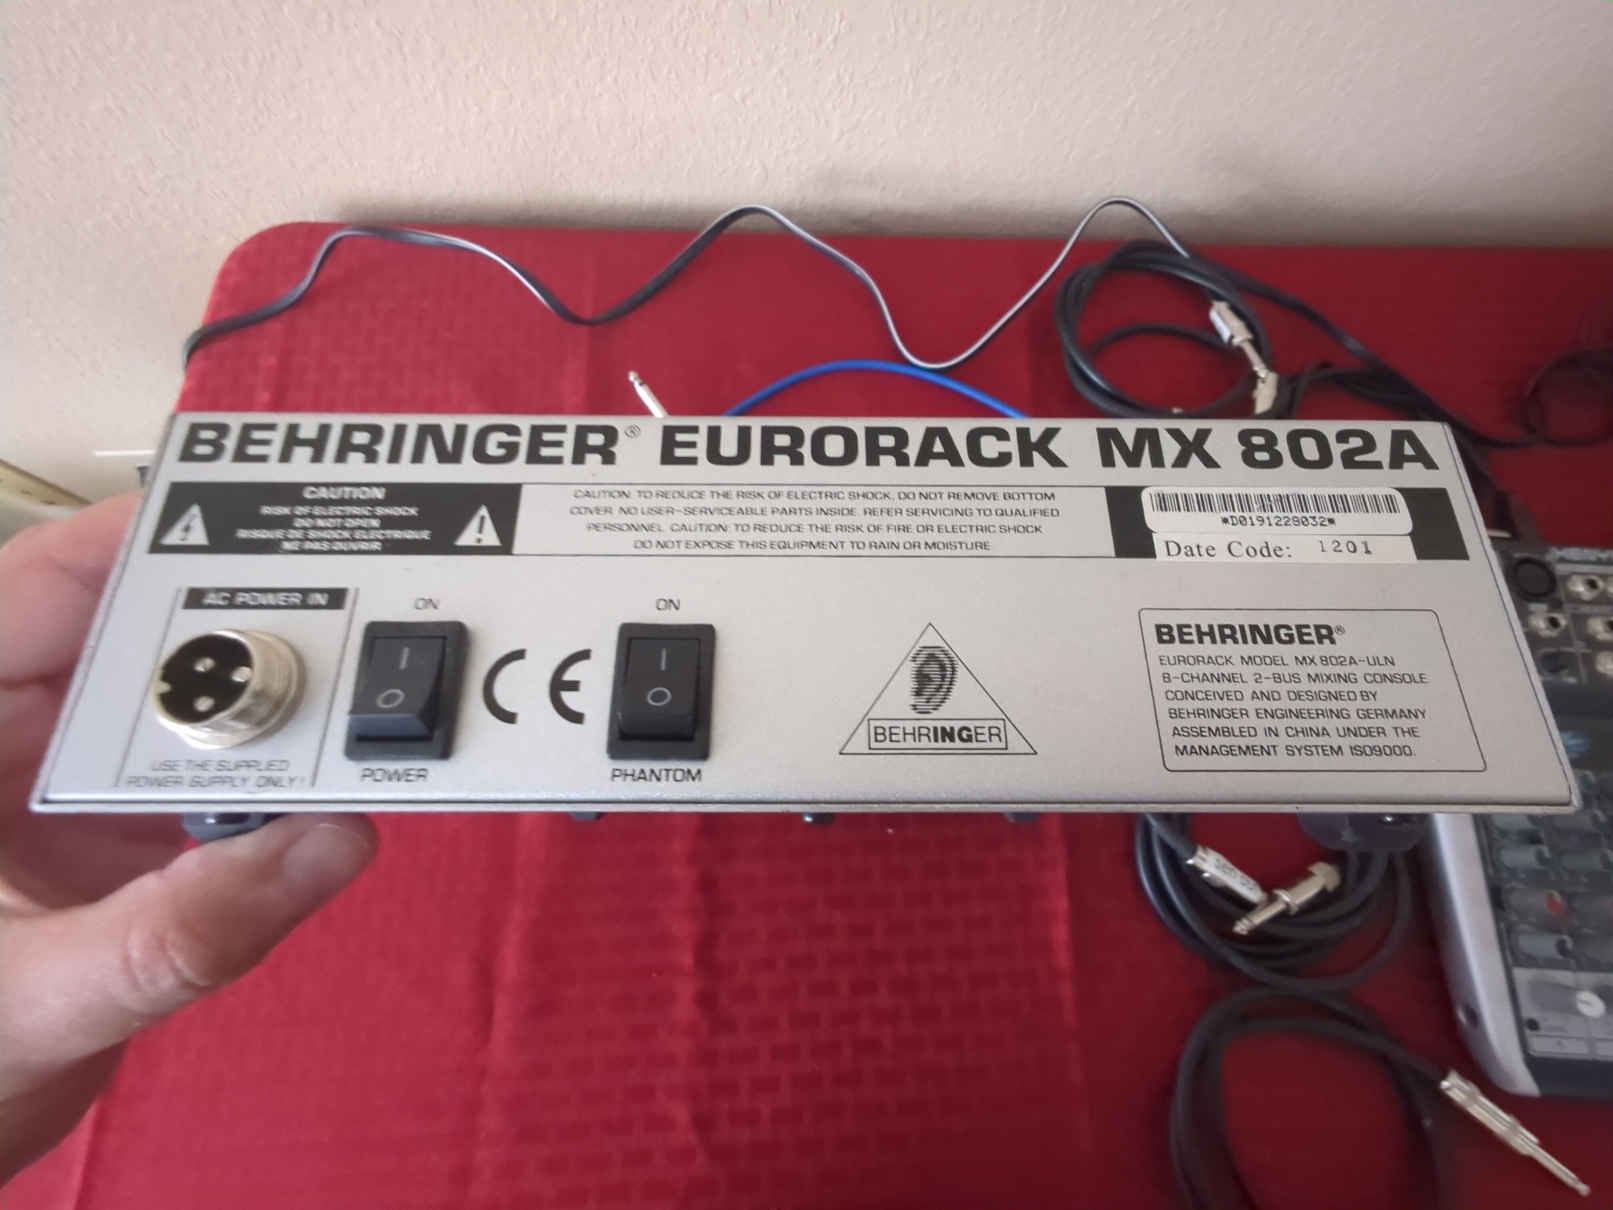 BEHRINGER® EURORACK MX 802A
CAUTION
RISK OF ELECTRIC SHOCK
DO NOT OPEN
RISQUE DE SHOCK ELECTRIQUE
NE PAS OUVRIR
CAUTION: TO REDUCE THE RISK OF ELECTRIC SHOCK, DO NOT REMOVE BOTTOM
COVER. NO USER-SERVICEABLE PARTS INSIDE. REFER SERVICING TO QUALIFIED
PERSONNEL. CAUTION: TO REDUCE THE RISK OF FIRE OR ELECTRIC SHOCK
DO NOT EXPOSE THIS EQUIPMENT TO RAIN OR MOISTURE
*D0191229032*
Date Code: 1201
AC POWER IN
USE THE SUPPLIED
POWER SUPPLY ONLY!
ON
POWER
CE
ON
PHANTOM
BEHRINGER
BEHRINGER®
EURORACK MODEL MX 802A-ULN
8-CHANNEL 2-BUS MIXING CONSOLE
CONCEIVED AND DESIGNED BY
BEHRINGER ENGINEERING GERMANY
ASSEMBLED IN CHINA UNDER THE
MANAGEMENT SYSTEM ISO9000.